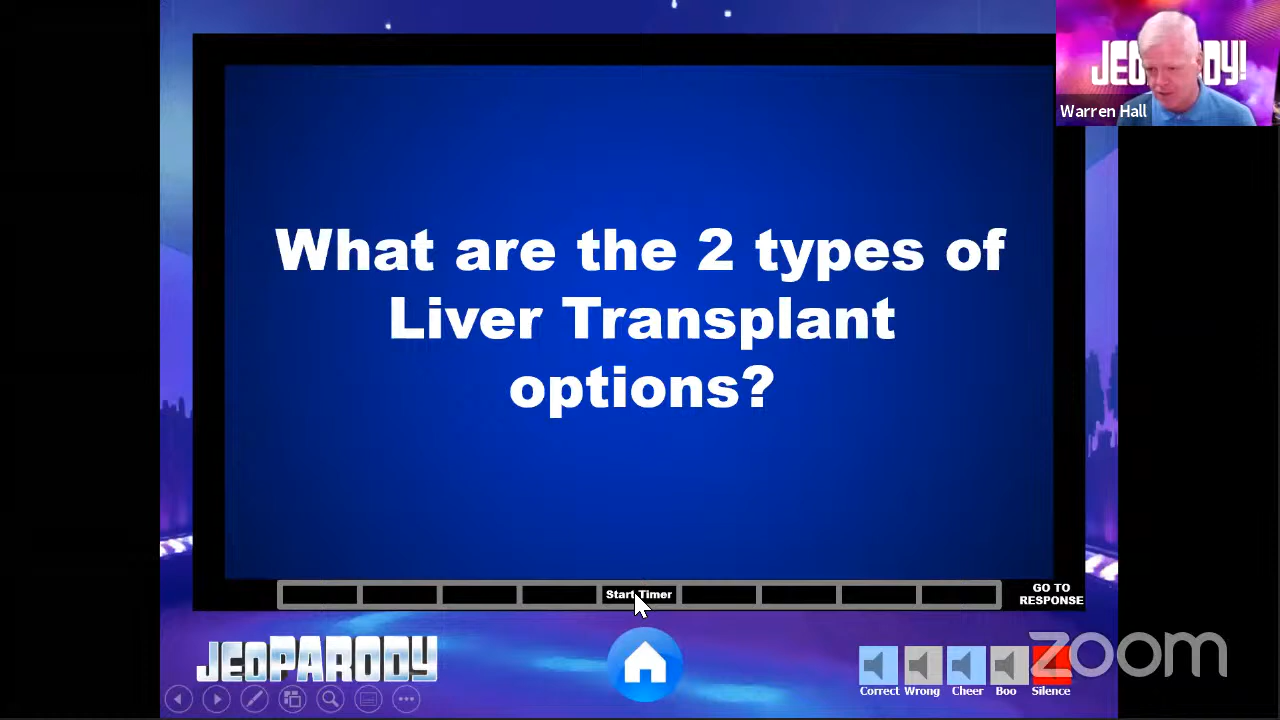 JEOPARDY!
Warren Hall
What are the 2 types of
Liver Transplant
options?
Start Timer
GO TO
RESPONSE
JEOPARODY
zoom
Correct
Wrong
Cheer
Boo
Silence